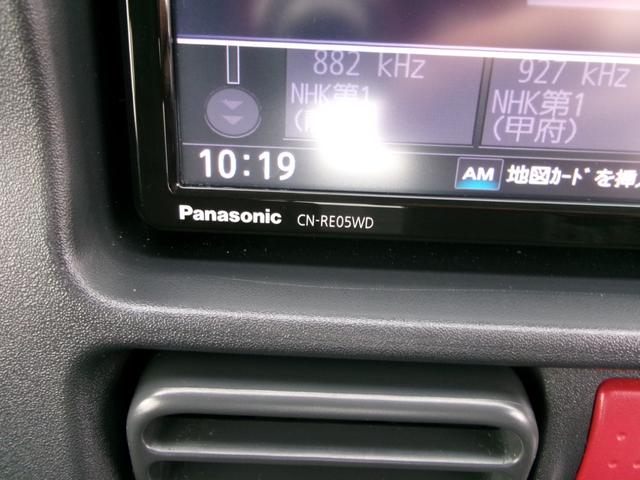 882 kHz
NHK第1
927 kHz
NHK第1
(甲府)
10:19
AM 地図ｶｰﾄﾞを挿入
Panasonic CN-RE05WD